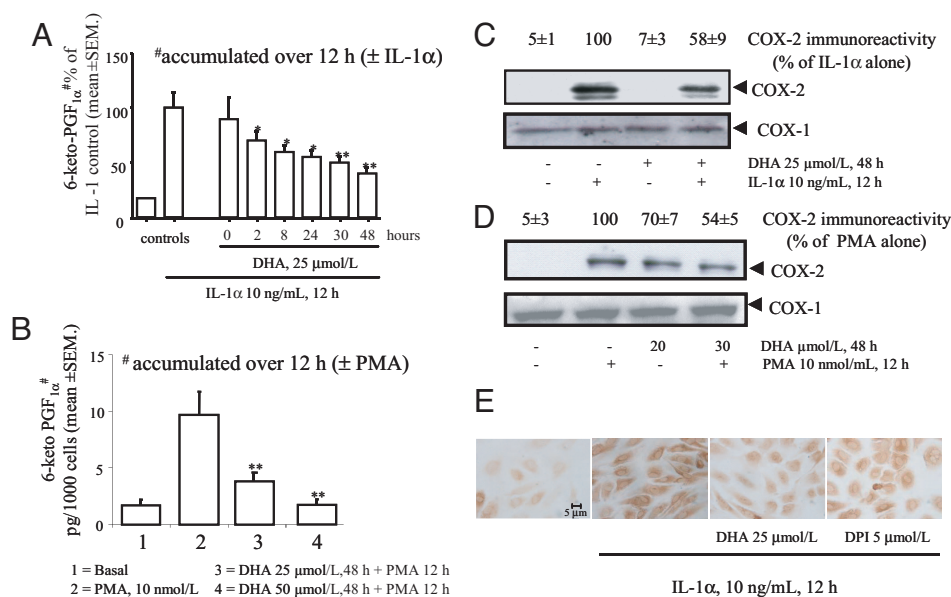 A
6-keto-PGF1α#% of
IL -1 control (mean±SEM.)
#accumulated over 12 h (± IL-1α)
150
100
50
0
* * * ** **
controls
0 2 8 24 30 48 hours
DHA, 25 μmol/L
IL-1α 10 ng/mL, 12 h
B
6-keto PGF1α#
pg/1000 cells (mean ±SEM.)
#accumulated over 12 h (± PMA)
15
10
5
0
** **
1 2 3 4
1 = Basal 3 = DHA 25 μmol/L,48 h + PMA 12 h
2 = PMA, 10 nmol/L 4 = DHA 50 μmol/L,48 h + PMA 12 h
C
5±1 100 7±3 58±9 COX-2 immunoreactivity
(% of IL-1α alone)
COX-2
COX-1
- - + + DHA 25 μmol/L, 48 h
- + - + IL-1α 10 ng/mL, 12 h
D
5±3 100 70±7 54±5 COX-2 immunoreactivity
(% of PMA alone)
COX-2
COX-1
- - 20 30 DHA μmol/L, 48 h
- + - + PMA 10 nmol/mL, 12 h
E
5 μm
DHA 25 μmol/L DPI 5 μmol/L
IL-1α, 10 ng/mL, 12 h